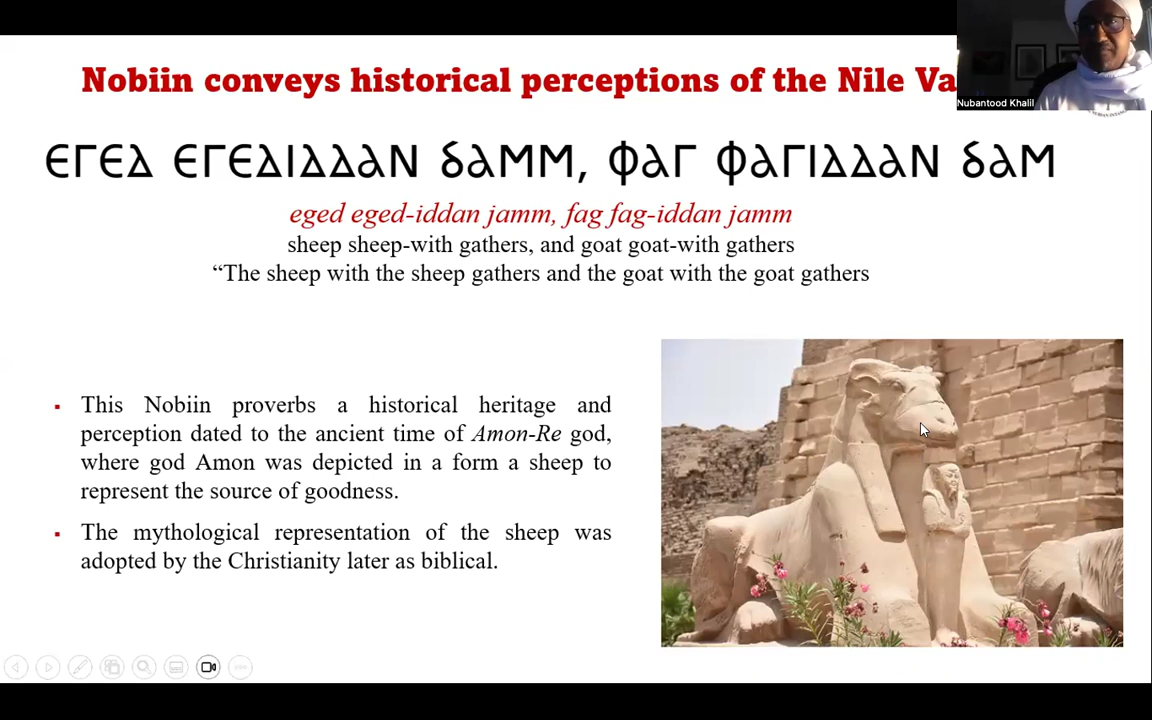 Nobiin conveys historical perceptions of the Nile
Nubantood Khalil
ⲉⲅⲉⲇ ⲉⲅⲉⲇⲓⲇⲇⲁⲛ ϭⲁⲙⲙ, ⲫⲁⲅ ⲫⲁⲅⲓⲇⲇⲁⲛ ϭⲁⲙ
eged eged-iddan jamm, fag fag-iddan jamm
sheep sheep-with gathers, and goat goat-with gathers
“The sheep with the sheep gathers and the goat with the goat gathers
▪ This Nobiin proverbs a historical heritage and
perception dated to the ancient time of Amon-Re god,
where god Amon was depicted in a form a sheep to
represent the source of goodness.
▪ The mythological representation of the sheep was
adopted by the Christianity later as biblical.